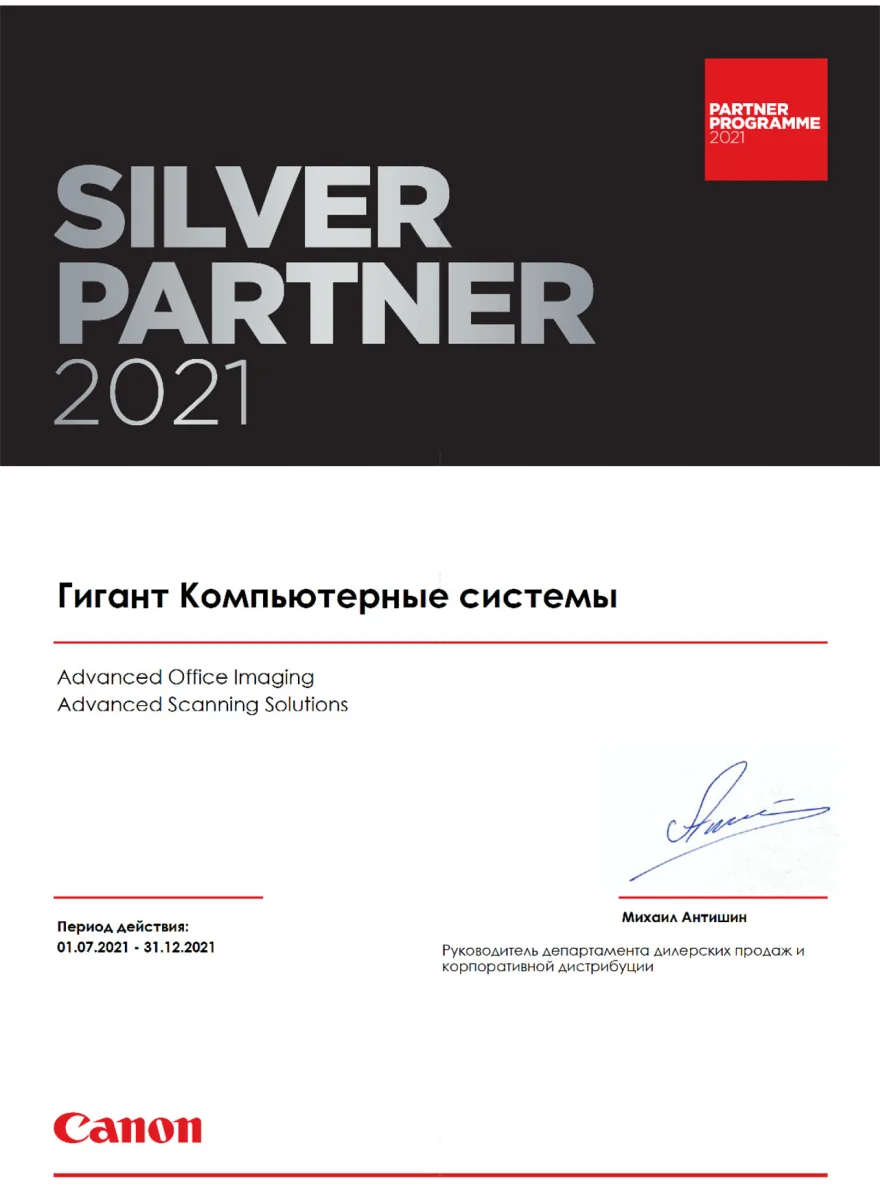 PARTNER
PROGRAMME
2021
SILVER
PARTNER
2021
Гигант Компьютерные системы
Advanced Office Imaging
Advanced Scanning Solutions
Период действия:
01.07.2021 - 31.12.2021
Михаил Антишин
Руководитель департамента дилерских продаж и
корпоративной дистрибуции
Canon